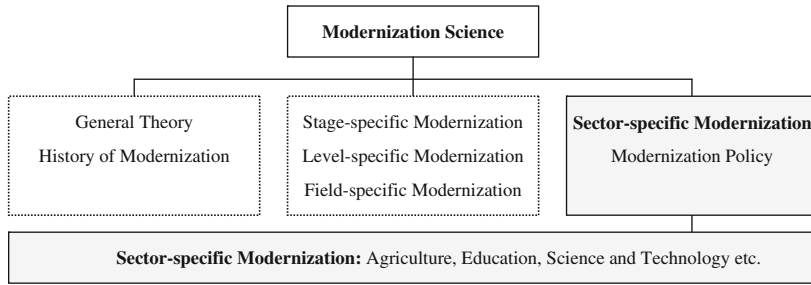 Modernization Science
General Theory
History of Modernization
Stage-specific Modernization
Level-specific Modernization
Field-specific Modernization
Sector-specific Modernization
Modernization Policy
Sector-specific Modernization: Agriculture, Education, Science and Technology etc.